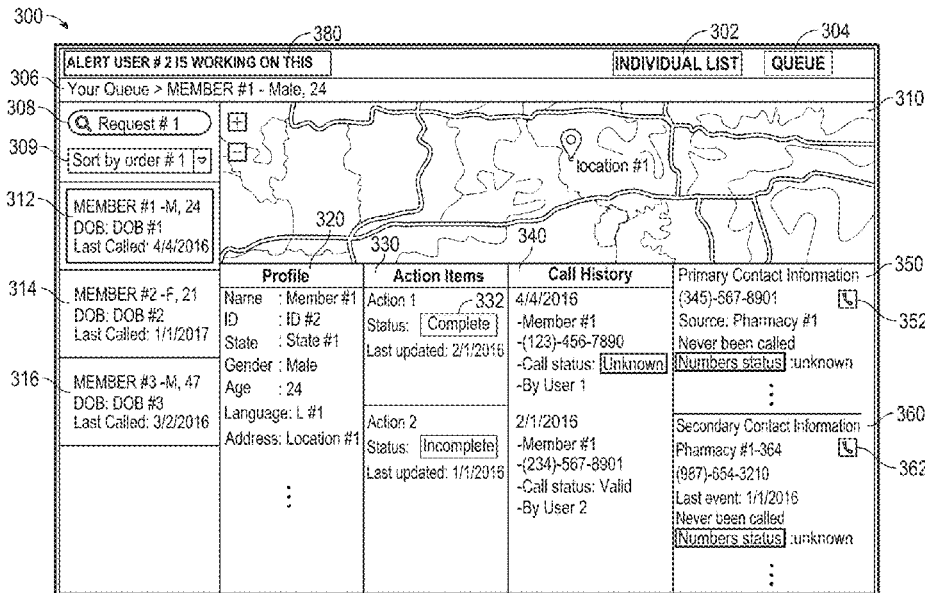 300
380
302
304
ALERT USER # 2 IS WORKING ON THIS
INDIVIDUAL LIST
QUEUE
306
Your Queue > MEMBER #1 - Male, 24
308
Request # 1
309
Sort by order # 1
310
location #1
312
MEMBER #1 -M, 24
DOB: DOB #1
Last Called: 4/4/2016
314
MEMBER #2 -F, 21
DOB: DOB #2
Last Called: 1/1/2017
316
MEMBER #3 -M, 47
DOB: DOB #3
Last Called: 3/2/2016
320
Profile
Name : Member #1
ID : ID #2
State : State #1
Gender : Male
Age : 24
Language: L #1
Address: Location #1
330
Action Items
Action 1
332
Status: Complete
Last updated: 2/1/2016
Action 2
Status: Incomplete
Last updated: 1/1/2016
340
Call History
4/4/2016
-Member #1
-(123)-456-7890
-Call status: Unknown
-By User 1
2/1/2016
-Member #1
-(234)-567-8901
-Call status: Valid
-By User 2
350
Primary Contact Information
(345)-567-8901
352
Source: Pharmacy #1
Never been called
Numbers status :unknown
360
Secondary Contact Information
Pharmacy #1-364
362
(987)-654-3210
Last event: 1/1/2016
Never been called
Numbers status :unknown